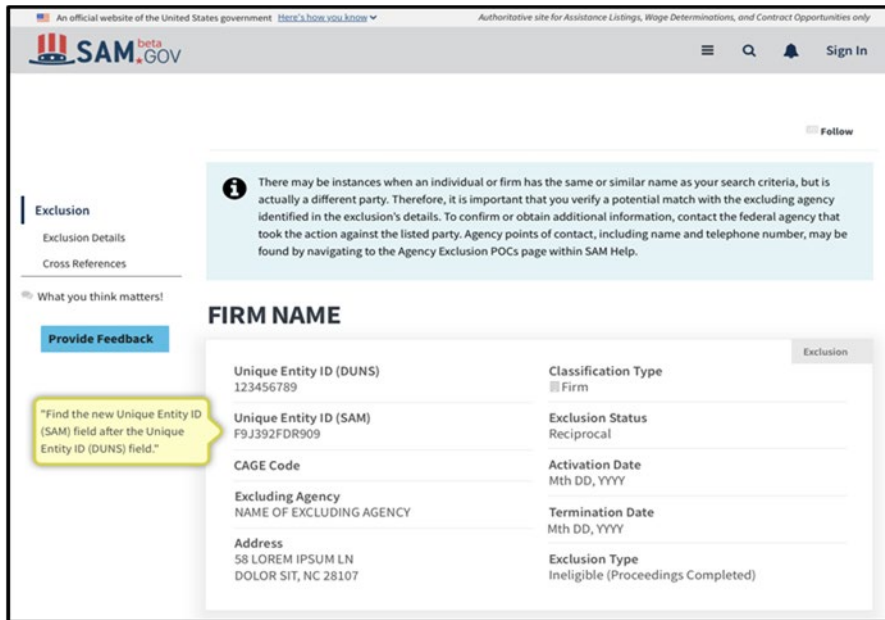 An official website of the United States government Here's how you know
Authoritative site for Assistance Listings, Wage Determinations, and Contract Opportunities only
SAM.GOV beta
Sign In
Follow
There may be instances when an individual or firm has the same or similar name as your search criteria, but is
actually a different party. Therefore, it is important that you verify a potential match with the excluding agency
identified in the exclusion's details. To confirm or obtain additional information, contact the federal agency that
took the action against the listed party. Agency points of contact, including name and telephone number, may be
found by navigating to the Agency Exclusion POCs page within SAM Help.
Exclusion
Exclusion Details
Cross References
What you think matters!
Provide Feedback
FIRM NAME
Exclusion
Unique Entity ID (DUNS)
123456789
Unique Entity ID (SAM)
F9J392FDR909
CAGE Code
Excluding Agency
NAME OF EXCLUDING AGENCY
Address
58 LOREM IPSUM LN
DOLOR SIT, NC 28107
Classification Type
Firm
Exclusion Status
Reciprocal
Activation Date
Mth DD, YYYY
Termination Date
Mth DD, YYYY
Exclusion Type
Ineligible (Proceedings Completed)
"Find the new Unique Entity ID
(SAM) field after the Unique
Entity ID (DUNS) field."